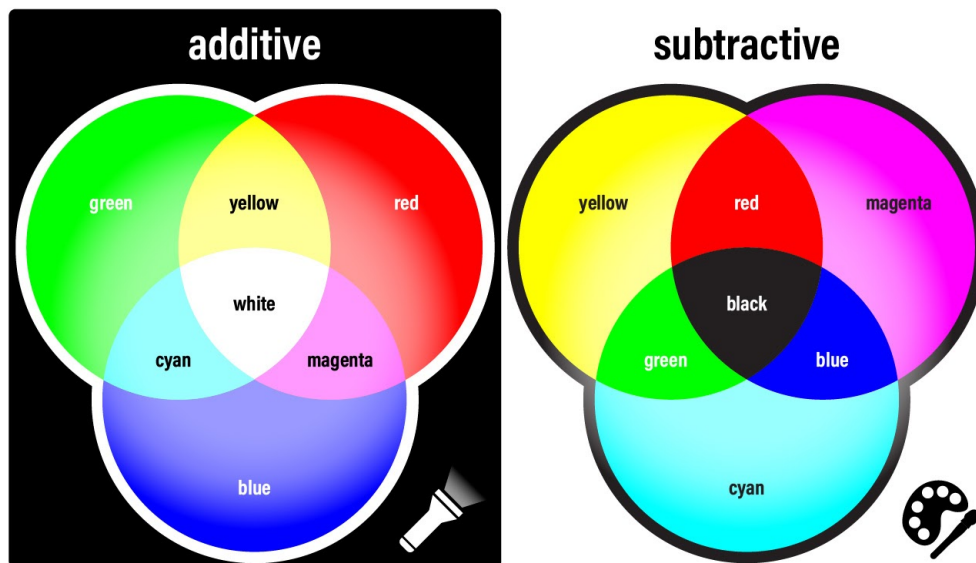 additive
green
yellow
red
white
cyan
magenta
blue
subtractive
yellow
red
magenta
black
green
blue
cyan